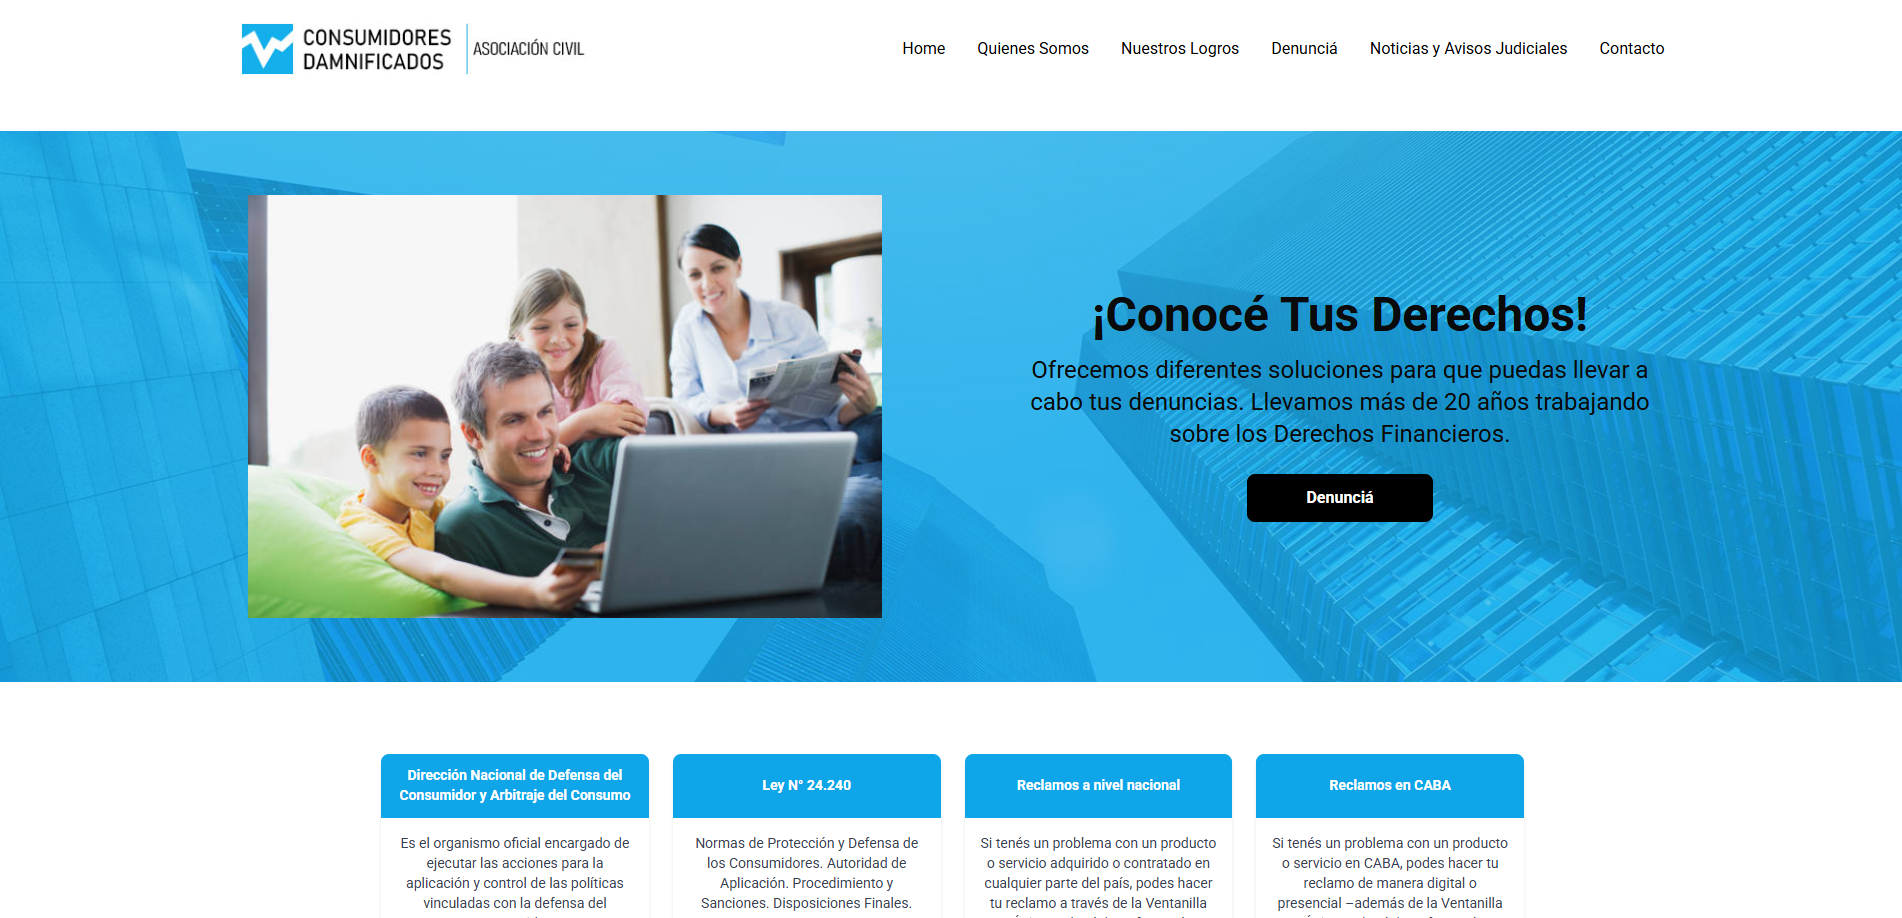 CONSUMIDORES
DAMNIFICADOS
ASOCIACIÓN CIVIL
Home
Quienes Somos
Nuestros Logros
Denunciá
Noticias y Avisos Judiciales
Contacto
¡Conocé Tus Derechos!
Ofrecemos diferentes soluciones para que puedas llevar a
cabo tus denuncias. Llevamos más de 20 años trabajando
sobre los Derechos Financieros.
Denunciá
Dirección Nacional de Defensa del
Consumidor y Arbitraje del Consumo
Es el organismo oficial encargado de
ejecutar las acciones para la
aplicación y control de las políticas
vinculadas con la defensa del
Ley N° 24.240
Normas de Protección y Defensa de
los Consumidores. Autoridad de
Aplicación. Procedimiento y
Sanciones. Disposiciones Finales.
Reclamos a nivel nacional
Si tenés un problema con un producto
o servicio adquirido o contratado en
cualquier parte del país, podes hacer
tu reclamo a través de la Ventanilla
Reclamos en CABA
Si tenés un problema con un producto
o servicio en CABA, podes hacer tu
reclamo de manera digital o
presencial –además de la Ventanilla